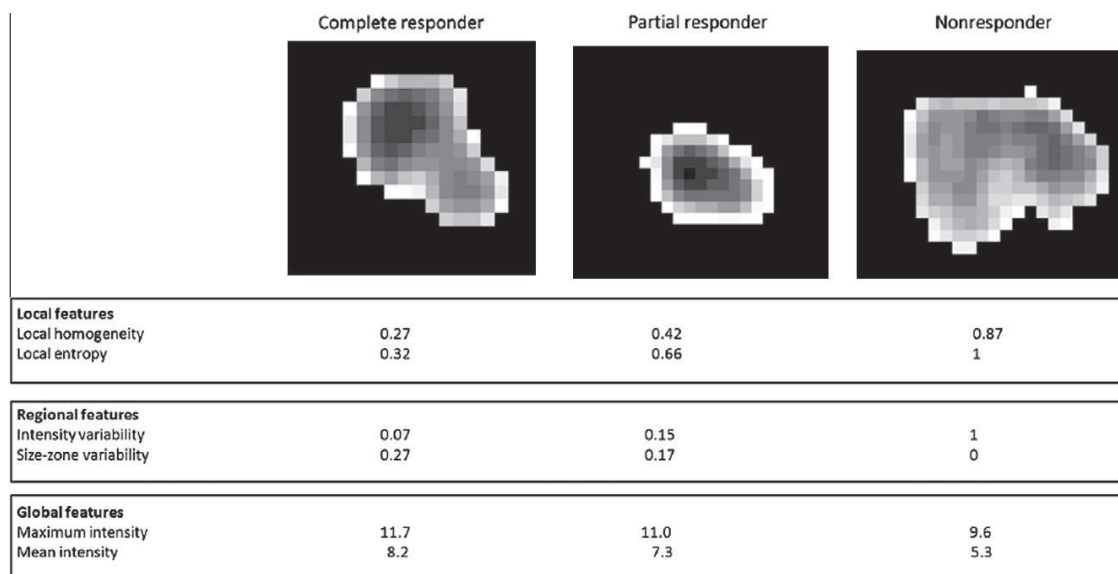 Complete responder Partial responder Nonresponder
Local features
Local homogeneity 0.27 0.42 0.87
Local entropy 0.32 0.66 1
Regional features
Intensity variability 0.07 0.15 1
Size-zone variability 0.27 0.17 0
Global features
Maximum intensity 11.7 11.0 9.6
Mean intensity 8.2 7.3 5.3